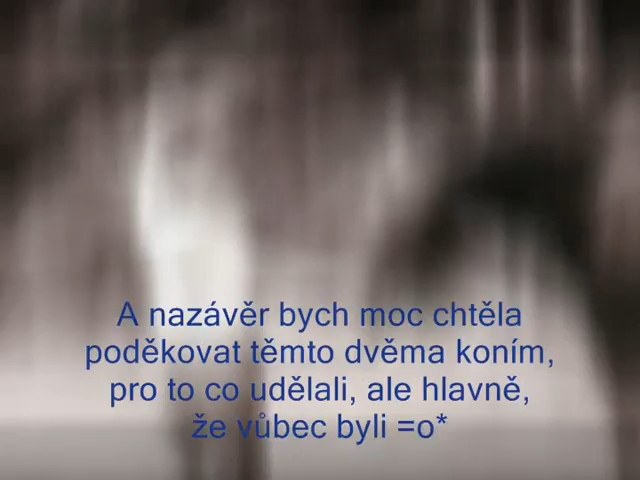 A nazávěr bych moc chtěla
poděkovat těmto dvěma koním,
pro to co udělali, ale hlavně,
že vůbec byli =o*